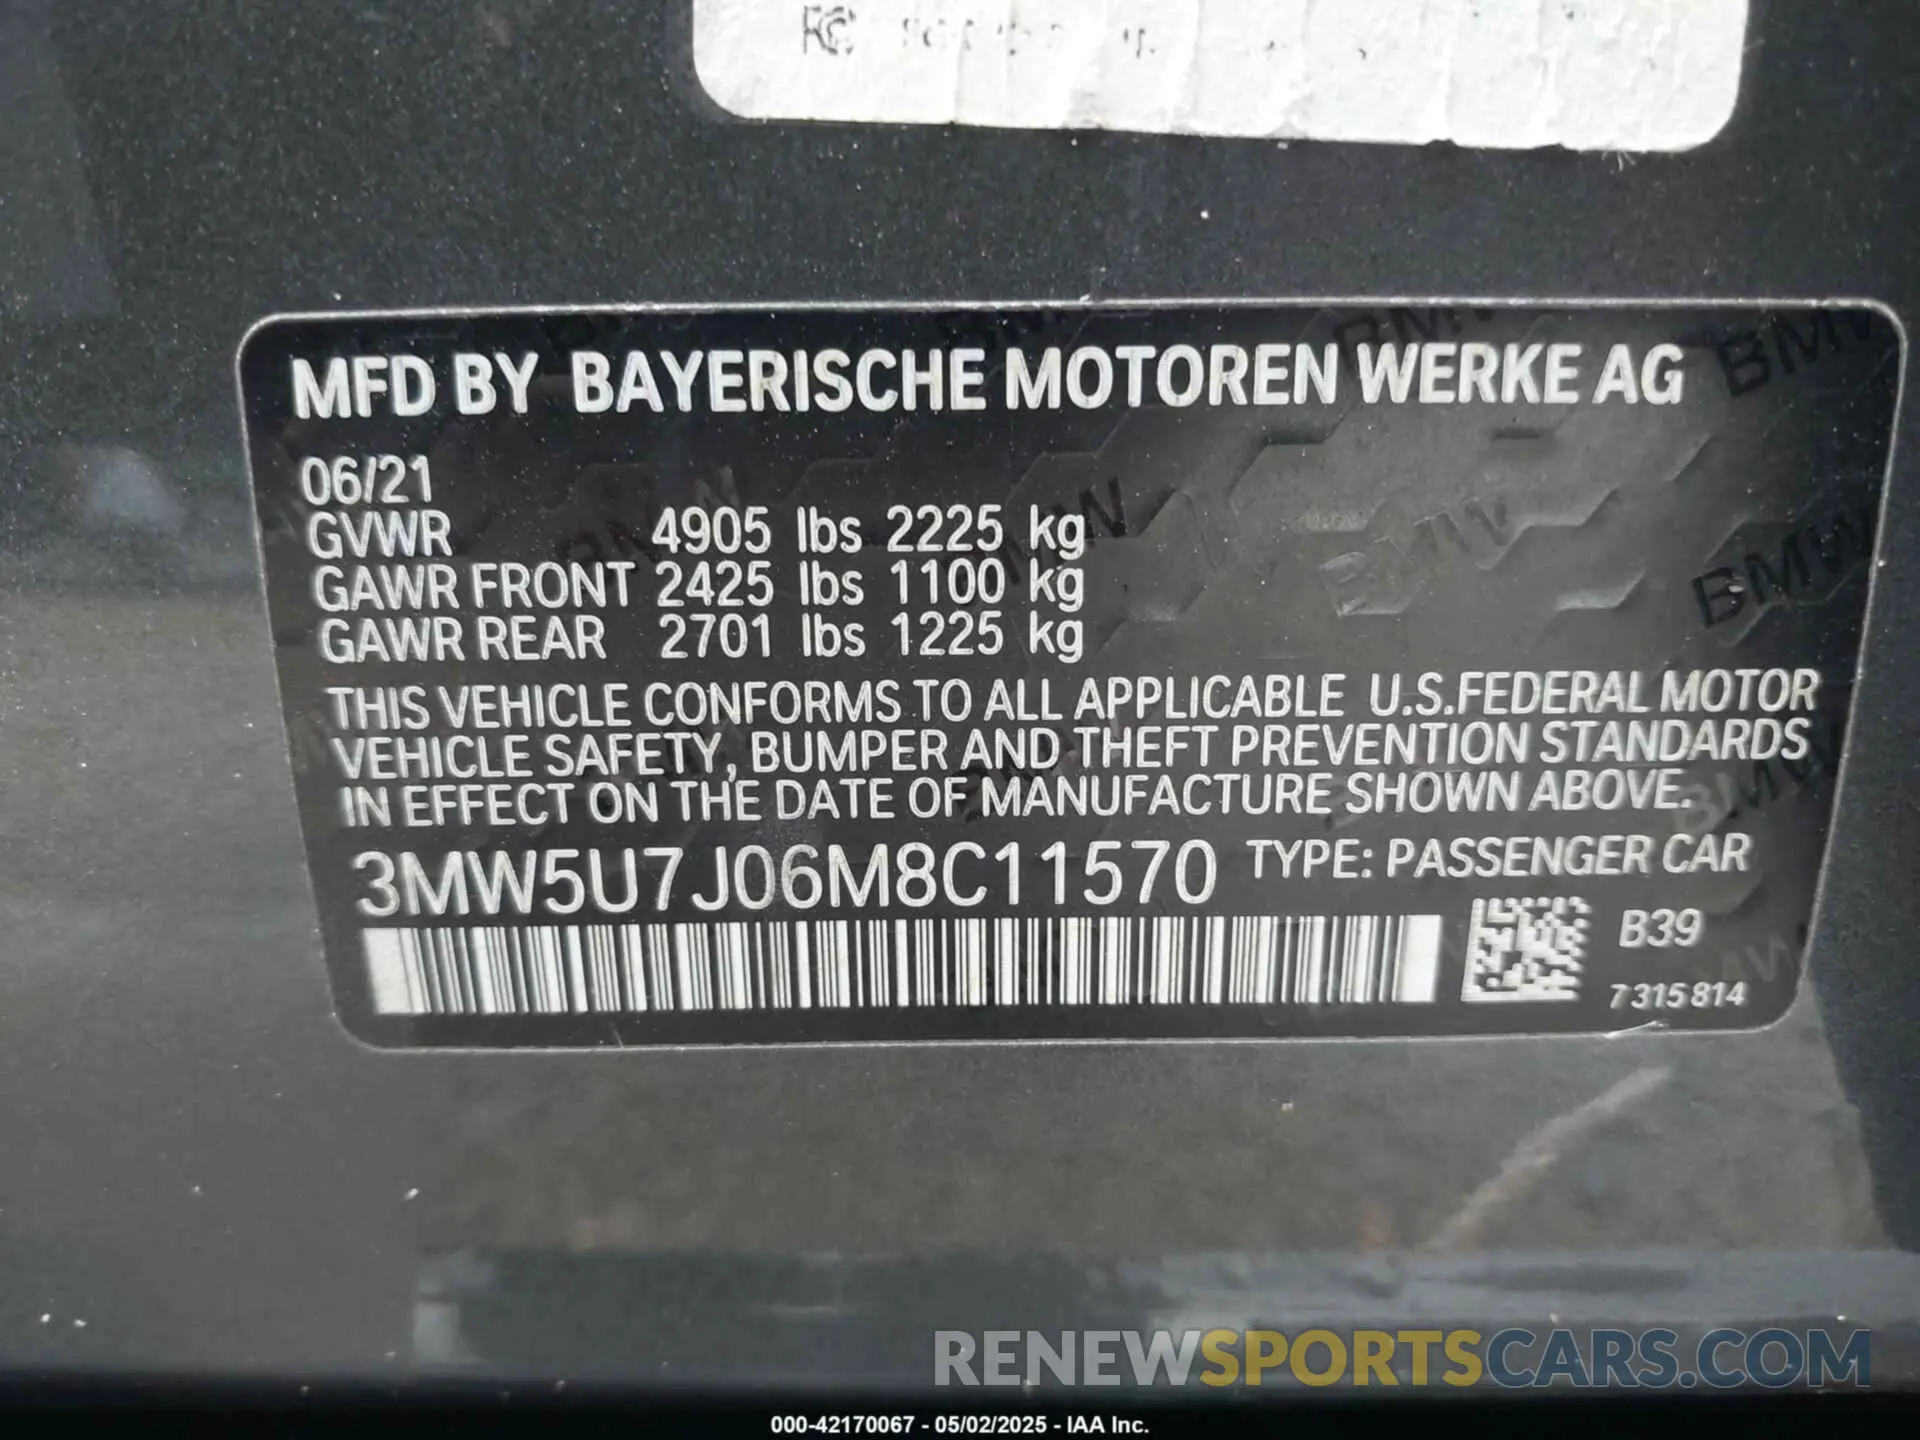 MFD BY BAYERISCHE MOTOREN WERKE AG
06/21
GVWR 4905 lbs 2225 kg
GAWR FRONT 2425 lbs 1100 kg
GAWR REAR 2701 lbs 1225 kg
THIS VEHICLE CONFORMS TO ALL APPLICABLE U.S.FEDERAL MOTOR
VEHICLE SAFETY, BUMPER AND THEFT PREVENTION STANDARDS
IN EFFECT ON THE DATE OF MANUFACTURE SHOWN ABOVE.
3MW5U7J06M8C11570 TYPE: PASSENGER CAR
B39
7315814
RENEWSPORTSCARS.COM
000-42170067 - 05/02/2025 - IAA Inc.